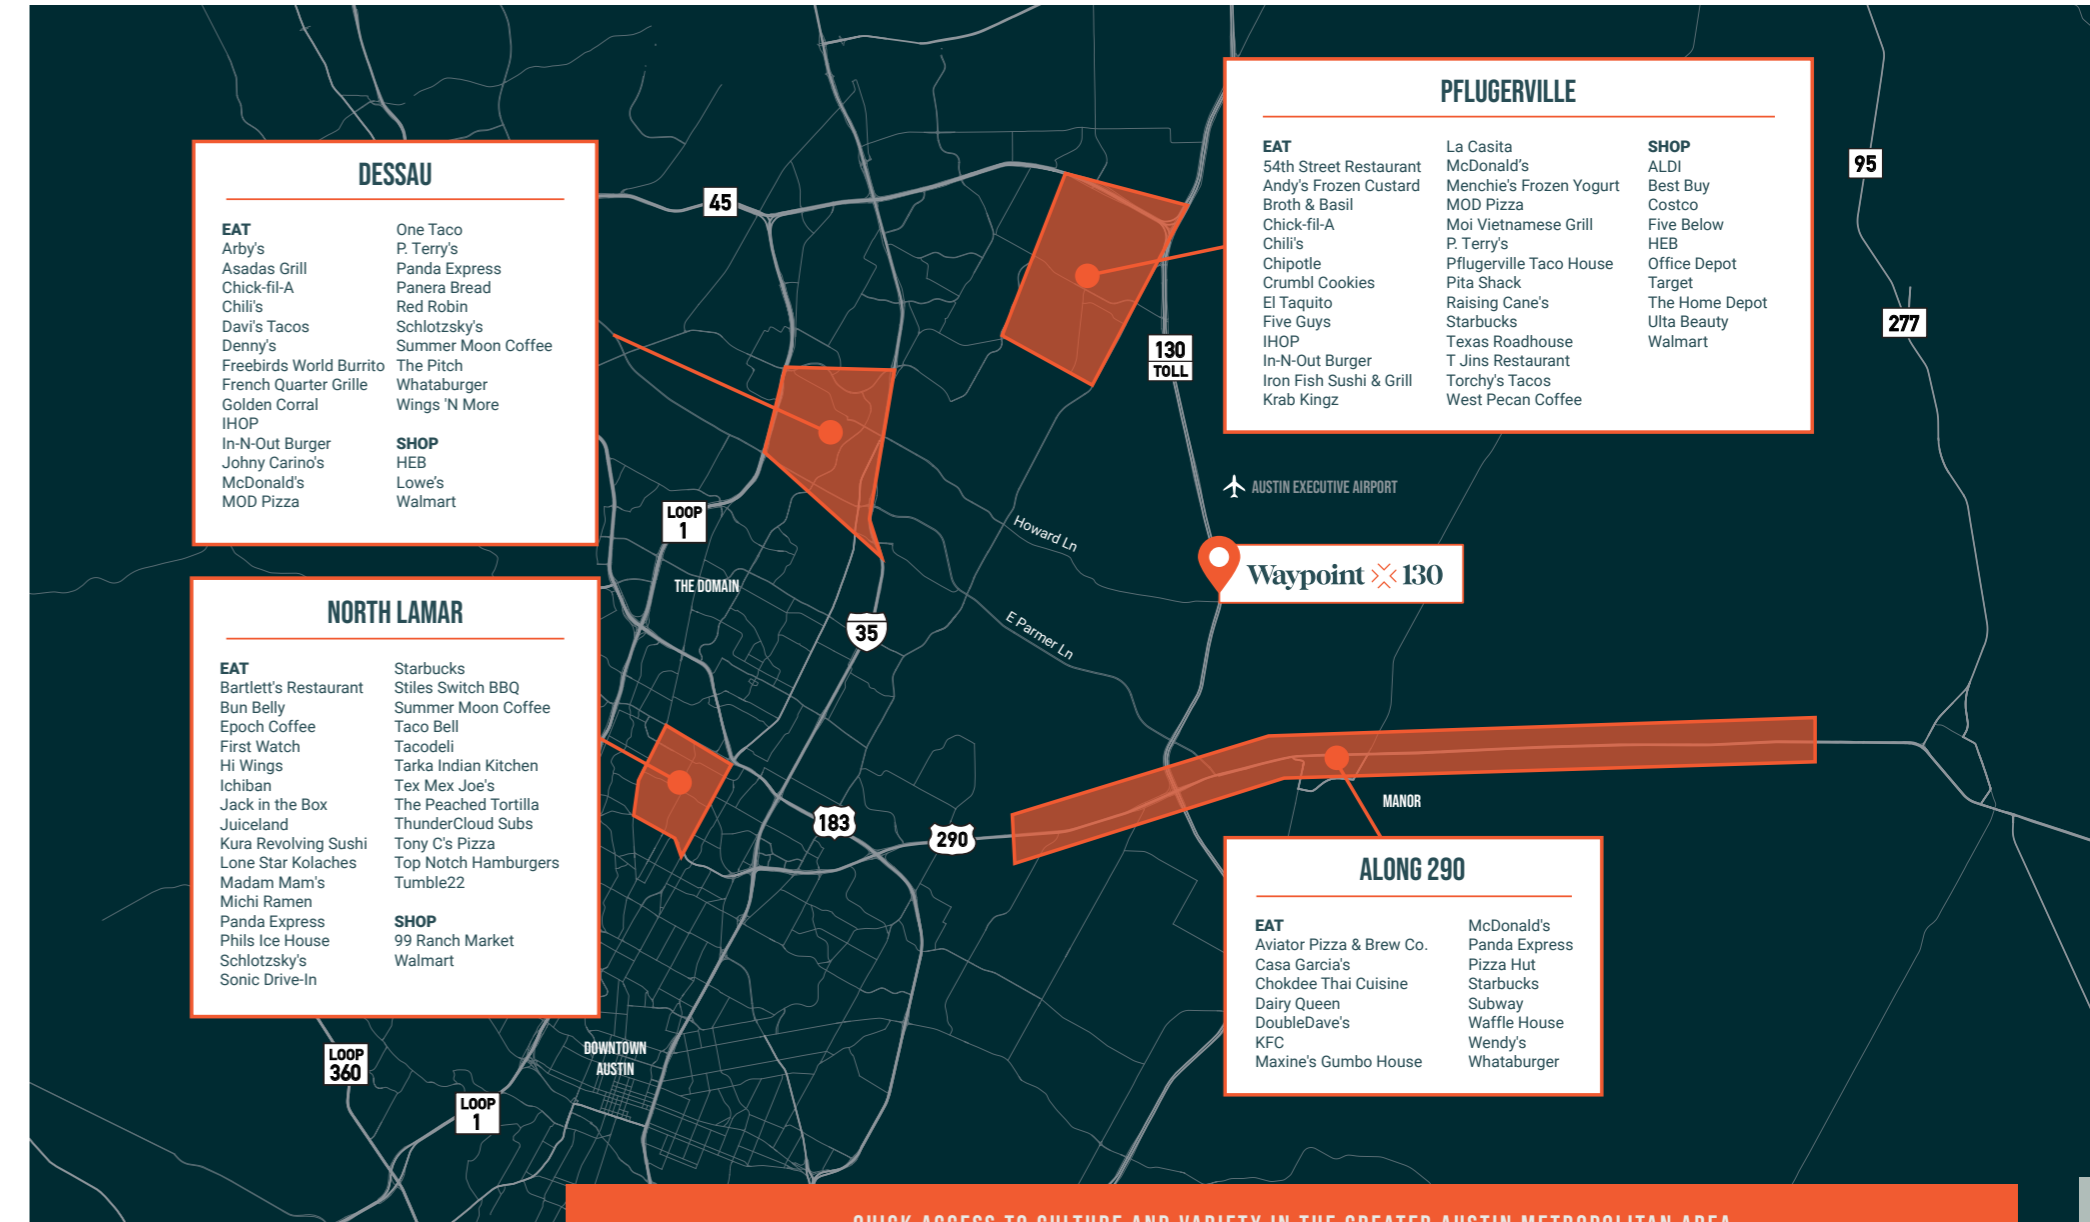 DESSAU
EAT
Arby's
Asadas Grill
Chick-fil-A
Chili's
Davi's Tacos
Denny's
Freebirds World Burrito
French Quarter Grille
Golden Corral
IHOP
In-N-Out Burger
Johny Carino's
McDonald's
MOD Pizza
One Taco
P. Terry's
Panda Express
Panera Bread
Red Robin
Schlotzsky's
Summer Moon Coffee
The Pitch
Whataburger
Wings 'N More
SHOP
HEB
Lowe's
Walmart
PFLUGERVILLE
EAT
54th Street Restaurant
Andy's Frozen Custard
Broth & Basil
Chick-fil-A
Chili's
Chipotle
Crumbl Cookies
El Taquito
Five Guys
IHOP
In-N-Out Burger
Iron Fish Sushi & Grill
Krab Kingz
La Casita
McDonald's
Menchie's Frozen Yogurt
MOD Pizza
Moi Vietnamese Grill
P. Terry's
Pflugerville Taco House
Pita Shack
Raising Cane's
Starbucks
Texas Roadhouse
T Jins Restaurant
Torchy's Tacos
West Pecan Coffee
SHOP
ALDI
Best Buy
Costco
Five Below
HEB
Office Depot
Target
The Home Depot
Ulta Beauty
Walmart
45
95
277
130
TOLL
AUSTIN EXECUTIVE AIRPORT
LOOP
1
Howard Ln
Waypoint 130
THE DOMAIN
35
E Parmer Ln
NORTH LAMAR
EAT
Bartlett's Restaurant
Bun Belly
Epoch Coffee
First Watch
Hi Wings
Ichiban
Jack in the Box
Juiceland
Kura Revolving Sushi
Lone Star Kolaches
Madam Mam's
Michi Ramen
Panda Express
Phils Ice House
Schlotzsky's
Sonic Drive-In
Starbucks
Stiles Switch BBQ
Summer Moon Coffee
Taco Bell
Tacodeli
Tarka Indian Kitchen
Tex Mex Joe's
The Peached Tortilla
ThunderCloud Subs
Tony C's Pizza
Top Notch Hamburgers
Tumble22
SHOP
99 Ranch Market
Walmart
183
290
MANOR
ALONG 290
EAT
Aviator Pizza & Brew Co.
Casa Garcia's
Chokdee Thai Cuisine
Dairy Queen
DoubleDave's
KFC
Maxine's Gumbo House
McDonald's
Panda Express
Pizza Hut
Starbucks
Subway
Waffle House
Wendy's
Whataburger
LOOP
360
DOWNTOWN
AUSTIN
LOOP
1
QUICK ACCESS TO CULTURE AND VARIETY IN THE GREATER AUSTIN METROPOLITAN AREA